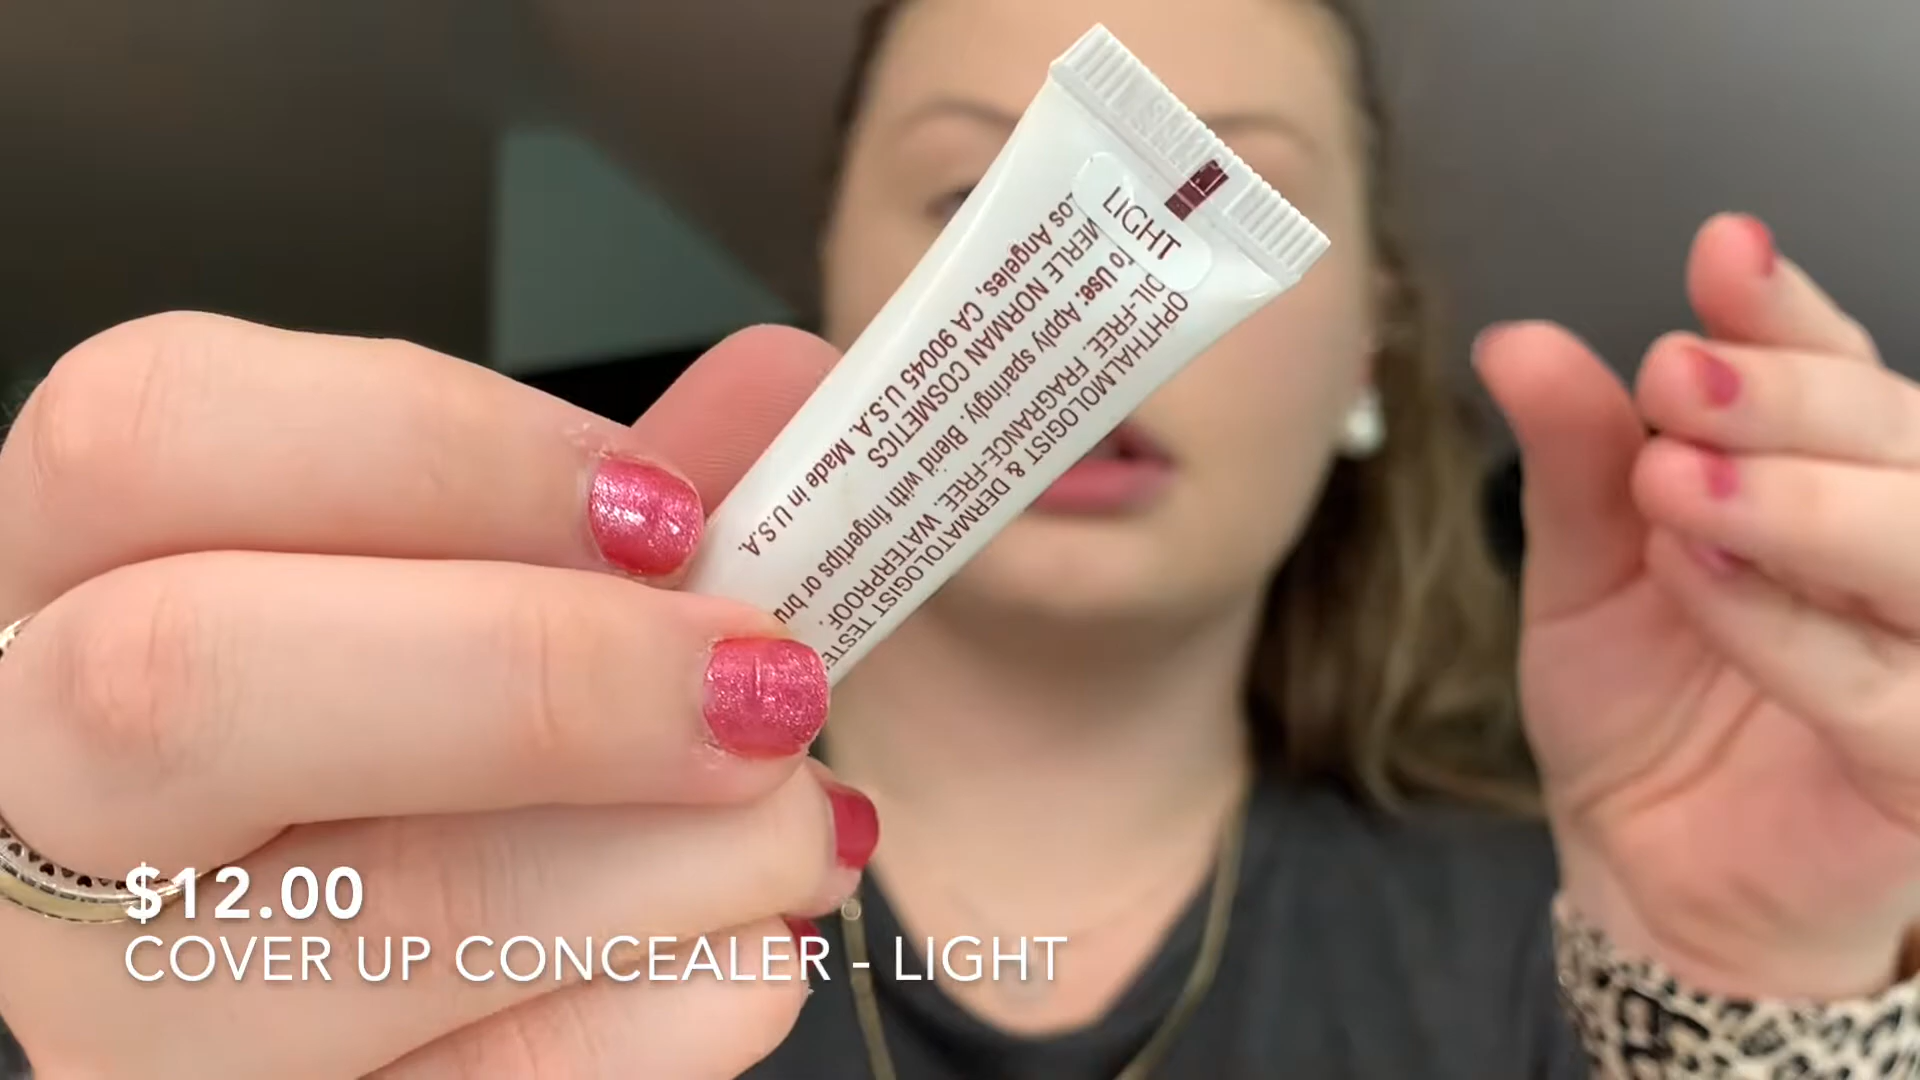 LIGHT
OPHTHALMOLOGIST & DERMATOLOGIST TESTE
OIL-FREE. FRAGRANCE-FREE. WATERPROOF.
To Use: Apply sparingly. Blend with fingertips or bru
MERLE NORMAN COSMETICS
Los Angeles, CA 90045 U.S.A. Made in U.S.A.
$12.00
COVER UP CONCEALER - LIGHT